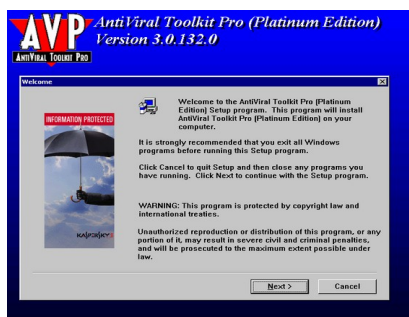 AVP
AntiViral Toolkit Pro
AntiViral Toolkit Pro (Platinum Edition)
Version 3.0.132.0
Welcome
INFORMATION PROTECTED
KASPERSKY
Welcome to the AntiViral Toolkit Pro (Platinum
Edition) Setup program. This program will install
AntiViral Toolkit Pro (Platinum Edition) on your
computer.
It is strongly recommended that you exit all Windows
programs before running this Setup program.
Click Cancel to quit Setup and then close any programs you
have running. Click Next to continue with the Setup program.
WARNING: This program is protected by copyright law and
international treaties.
Unauthorized reproduction or distribution of this program, or any
portion of it, may result in severe civil and criminal penalties,
and will be prosecuted to the maximum extent possible under
law.
Next >
Cancel